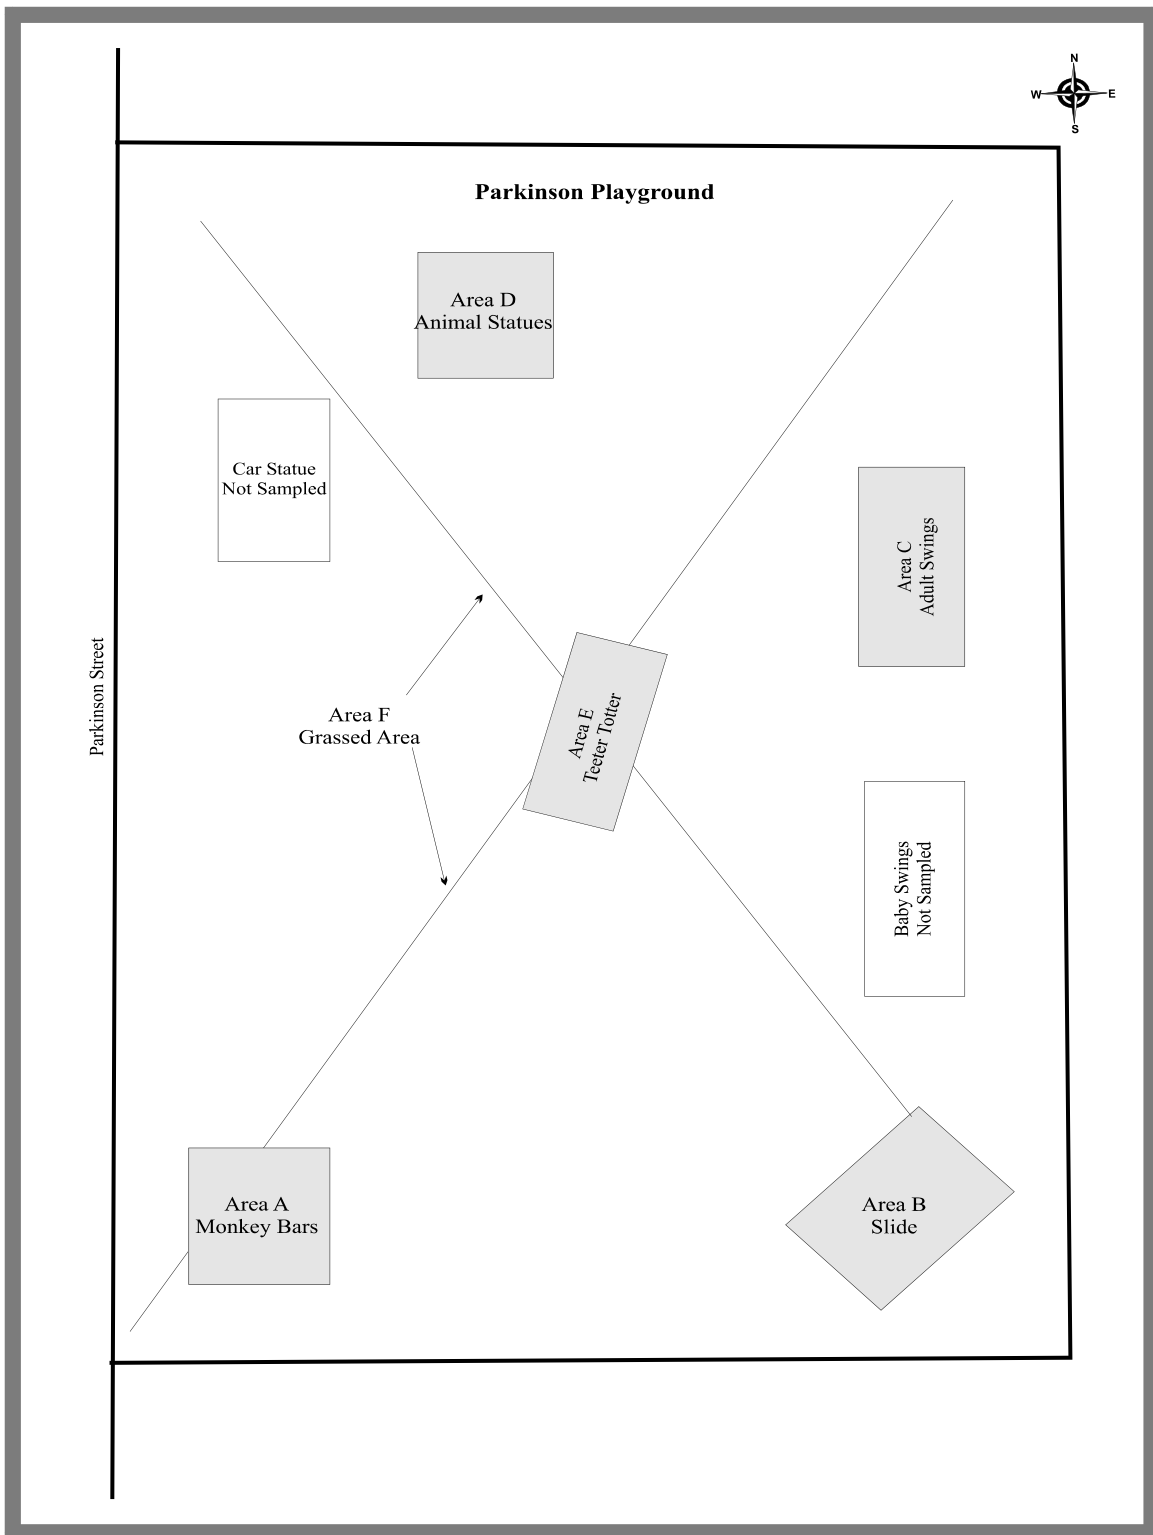 N
W E
S
Parkinson Playground
Area D
Animal Statues
Car Statue
Not Sampled
Area C
Adult Swings
Parkinson Street
Area E
Teeter Totter
Area F
Grassed Area
Baby Swings
Not Sampled
Area A
Monkey Bars
Area B
Slide